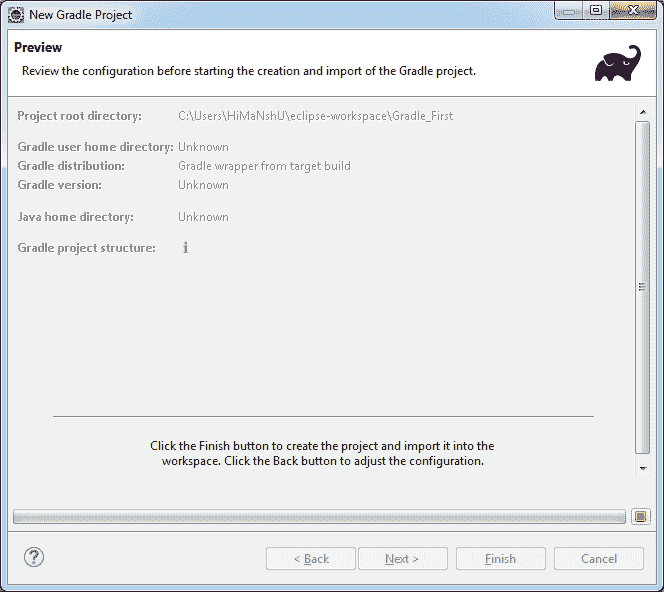 New Gradle Project
Preview
Review the configuration before starting the creation and import of the Gradle project.
Project root directory: C:\Users\HiMaNshU\eclipse-workspace\Gradle_First
Gradle user home directory: Unknown
Gradle distribution: Gradle wrapper from target build
Gradle version: Unknown
Java home directory: Unknown
Gradle project structure: i
Click the Finish button to create the project and import it into the
workspace. Click the Back button to adjust the configuration.
? < Back Next > Finish Cancel